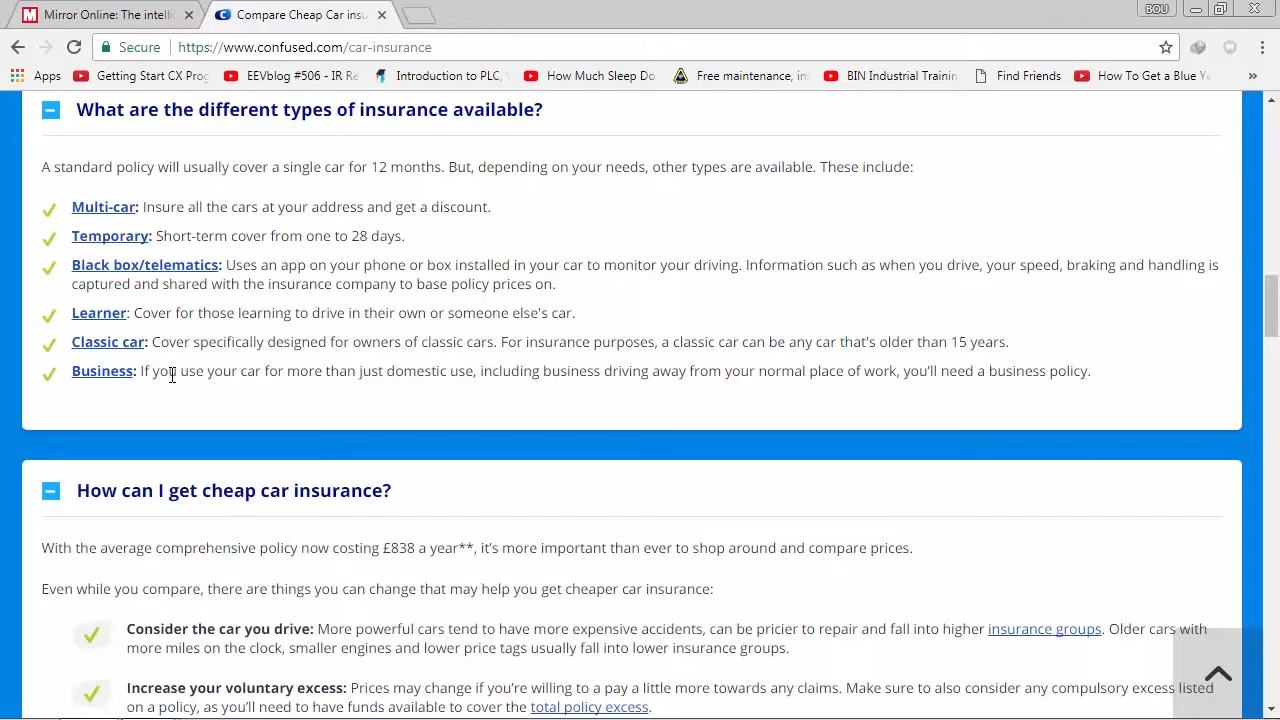 Mirror Online: The intelli
Compare Cheap Car insu
BOU
Secure
https://www.confused.com/car-insurance
Apps
Getting Start CX Prog
EEVblog #506 - IR Re
Introduction to PLC,
How Much Sleep Do
Free maintenance, in
BIN Industrial Trainin
Find Friends
How To Get a Blue Ye
»
What are the different types of insurance available?
A standard policy will usually cover a single car for 12 months. But, depending on your needs, other types are available. These include:
Multi-car: Insure all the cars at your address and get a discount.
Temporary: Short-term cover from one to 28 days.
Black box/telematics: Uses an app on your phone or box installed in your car to monitor your driving. Information such as when you drive, your speed, braking and handling is
captured and shared with the insurance company to base policy prices on.
Learner: Cover for those learning to drive in their own or someone else's car.
Classic car: Cover specifically designed for owners of classic cars. For insurance purposes, a classic car can be any car that's older than 15 years.
Business: If you use your car for more than just domestic use, including business driving away from your normal place of work, you’ll need a business policy.
How can I get cheap car insurance?
With the average comprehensive policy now costing £838 a year**, it’s more important than ever to shop around and compare prices.
Even while you compare, there are things you can change that may help you get cheaper car insurance:
Consider the car you drive: More powerful cars tend to have more expensive accidents, can be pricier to repair and fall into higher insurance groups. Older cars with
more miles on the clock, smaller engines and lower price tags usually fall into lower insurance groups.
Increase your voluntary excess: Prices may change if you’re willing to a pay a little more towards any claims. Make sure to also consider any compulsory excess listed
on a policy, as you’ll need to have funds available to cover the total policy excess.